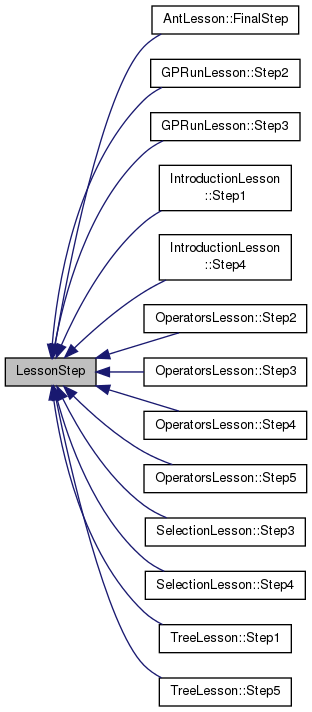 AntLesson::FinalStep
GPRunLesson::Step2
GPRunLesson::Step3
IntroductionLesson
::Step1
IntroductionLesson
::Step4
OperatorsLesson::Step2
LessonStep
OperatorsLesson::Step3
OperatorsLesson::Step4
OperatorsLesson::Step5
SelectionLesson::Step3
SelectionLesson::Step4
TreeLesson::Step1
TreeLesson::Step5